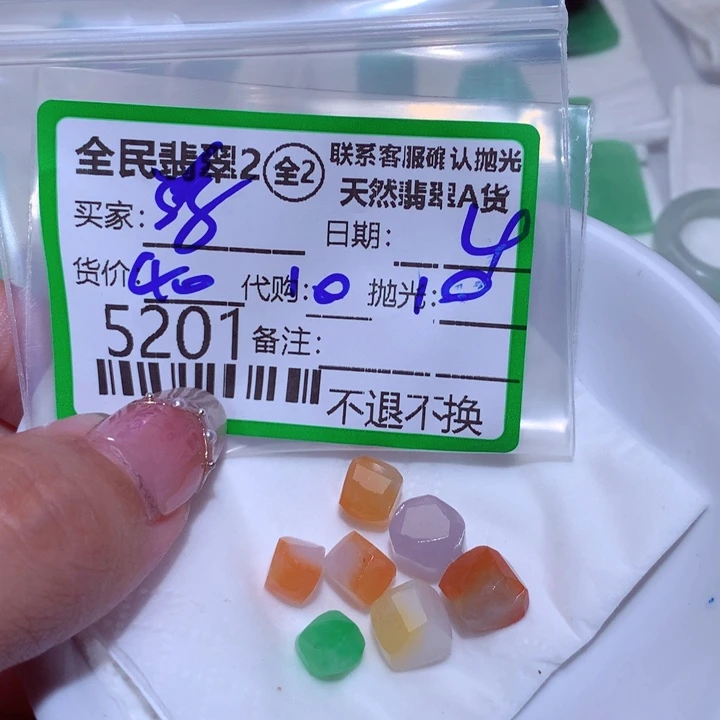 全民翡翠2 全2 联系客服确认抛光
天然翡翠A货
买家: 日期: 4
货价 40 代购: 10 抛光: 10
5201 备注:
不退不换